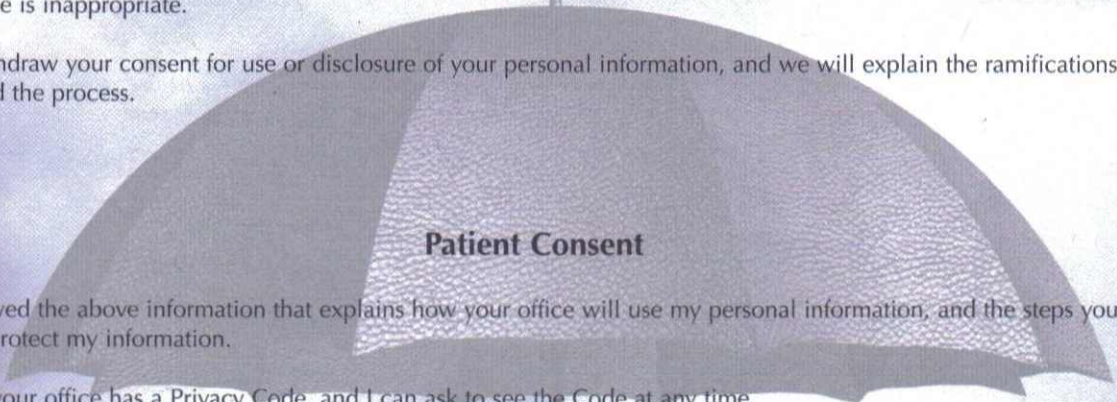 e is inappropriate.
ndraw your consent for use or disclosure of your personal information, and we will explain the ramifications
d the process.
Patient Consent
ved the above information that explains how your office will use my personal information, and the steps you
rotect my information.
our office has a Privacy Code, and I can ask to see the Code at any time